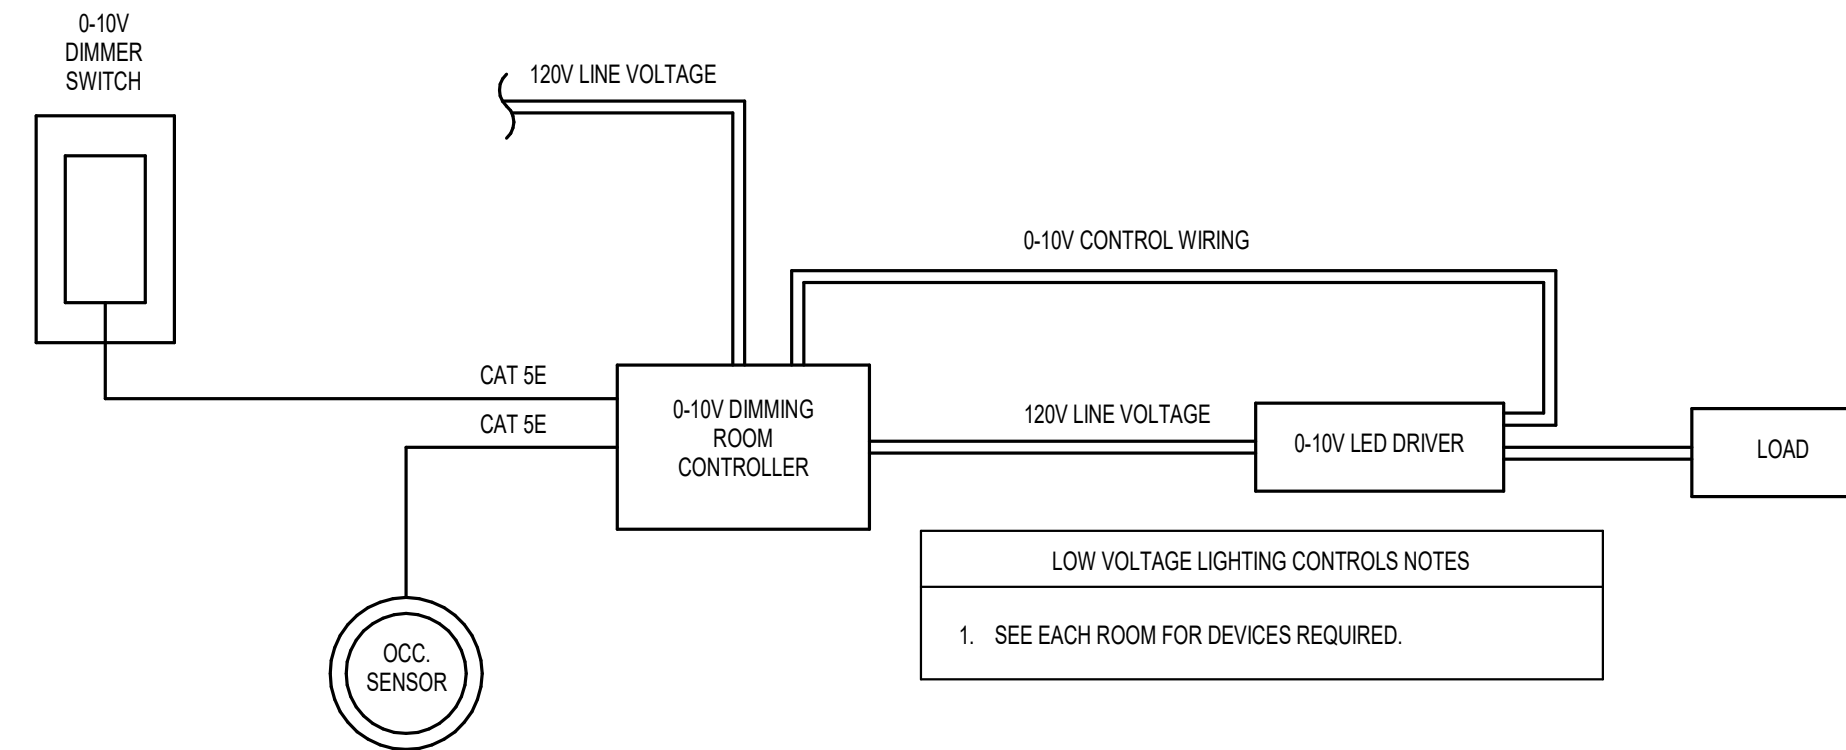 0-10V
DIMMER
SWITCH
120V LINE VOLTAGE
0-10V CONTROL WIRING
CAT 5E
CAT 5E
0-10V DIMMING
ROOM
CONTROLLER
120V LINE VOLTAGE
0-10V LED DRIVER
LOAD
OCC.
SENSOR
LOW VOLTAGE LIGHTING CONTROLS NOTES
1. SEE EACH ROOM FOR DEVICES REQUIRED.